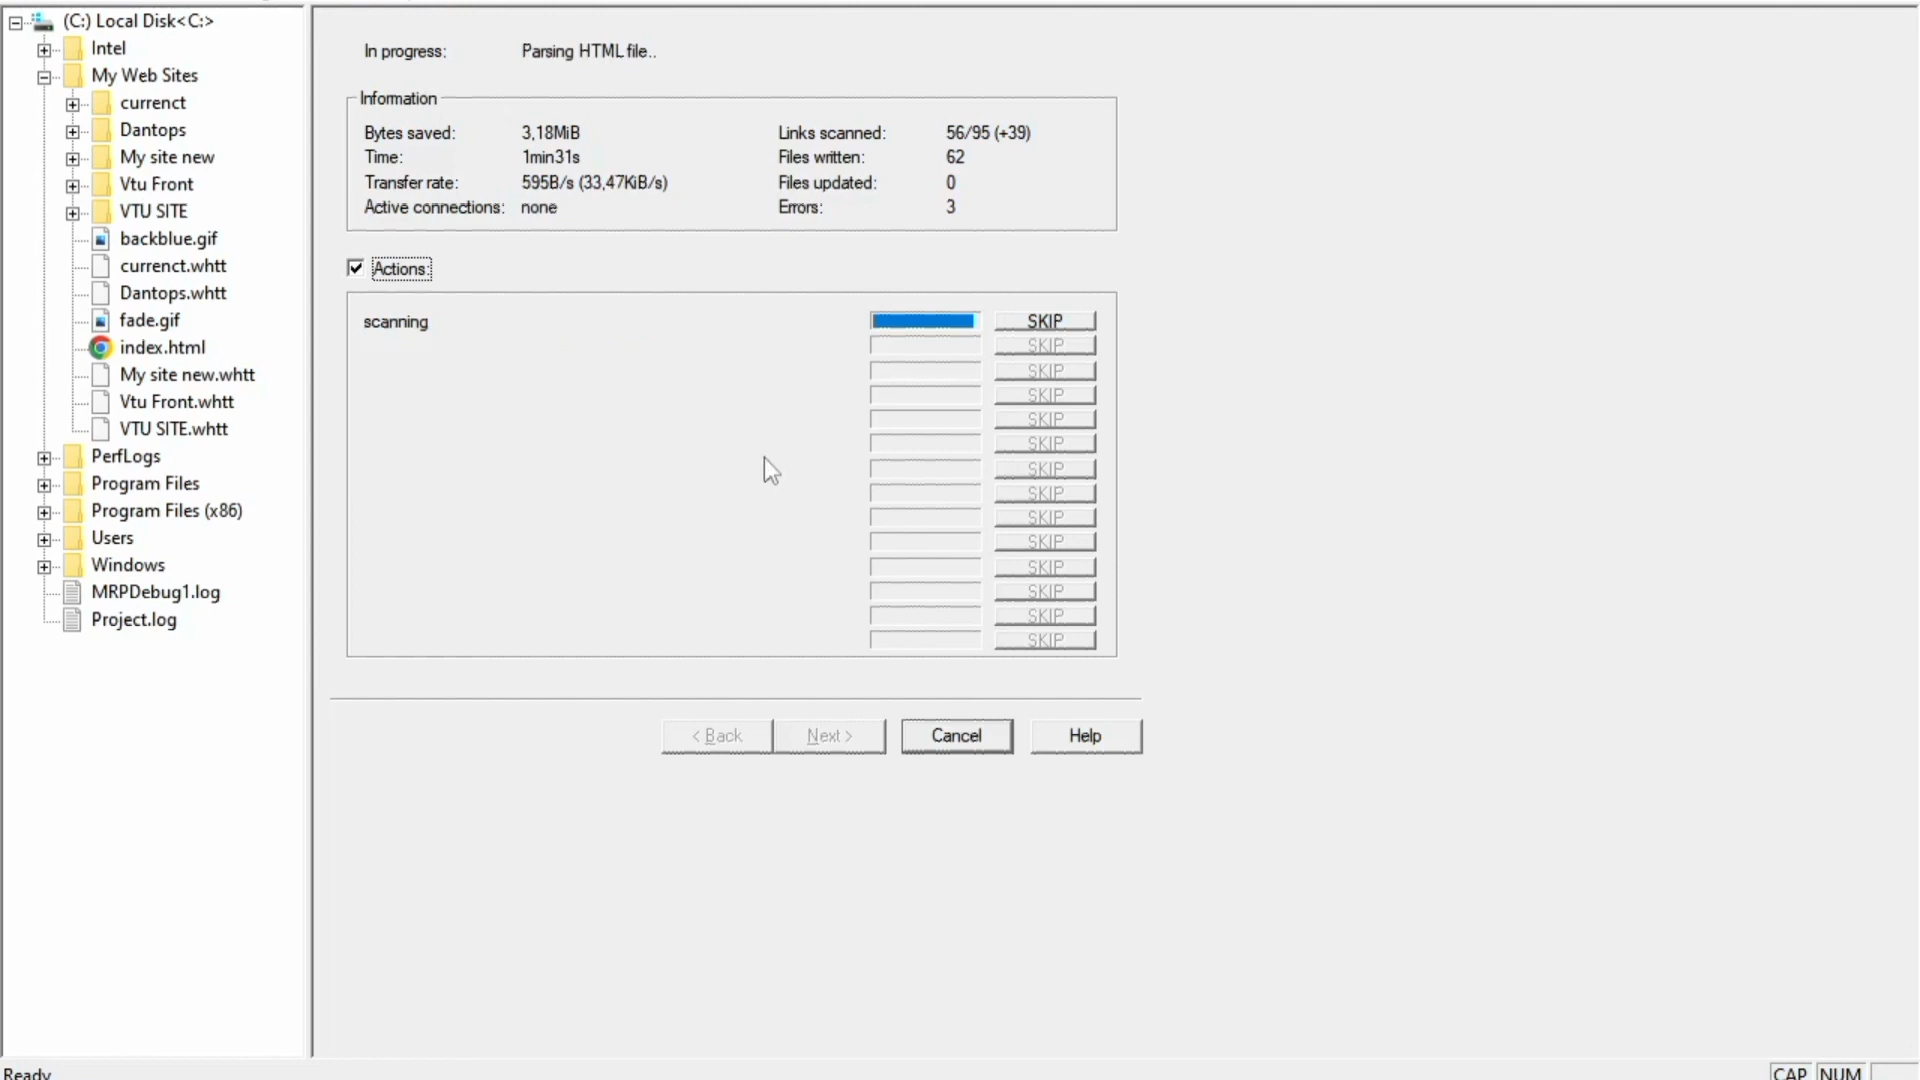 (C:) Local Disk<C:>
Intel
My Web Sites
currenct
Dantops
My site new
Vtu Front
VTU SITE
backblue.gif
currenct.whtt
Dantops.whtt
fade.gif
index.html
My site new.whtt
Vtu Front.whtt
VTU SITE.whtt
PerfLogs
Program Files
Program Files (x86)
Users
Windows
MRPDebug1.log
Project.log
In progress: Parsing HTML file..
Information
Bytes saved: 3,18MiB Links scanned: 56/95 (+39)
Time: 1min31s Files written: 62
Transfer rate: 595B/s (33,47KiB/s) Files updated: 0
Active connections: none Errors: 3
Actions:
scanning SKIP
SKIP
SKIP
SKIP
SKIP
SKIP
SKIP
SKIP
SKIP
SKIP
SKIP
SKIP
SKIP
SKIP
< Back Next > Cancel Help
Ready CAP NUM